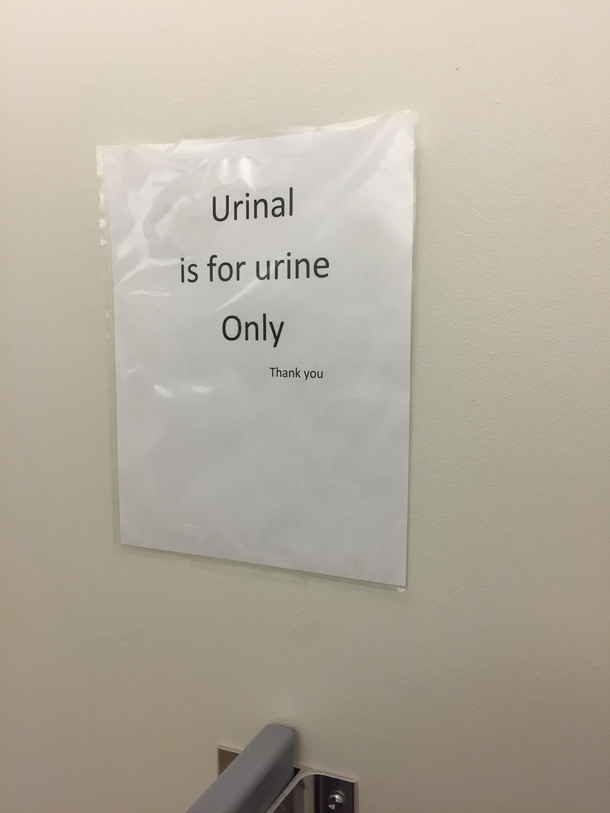 Urinal
is for urine
Only
Thank you